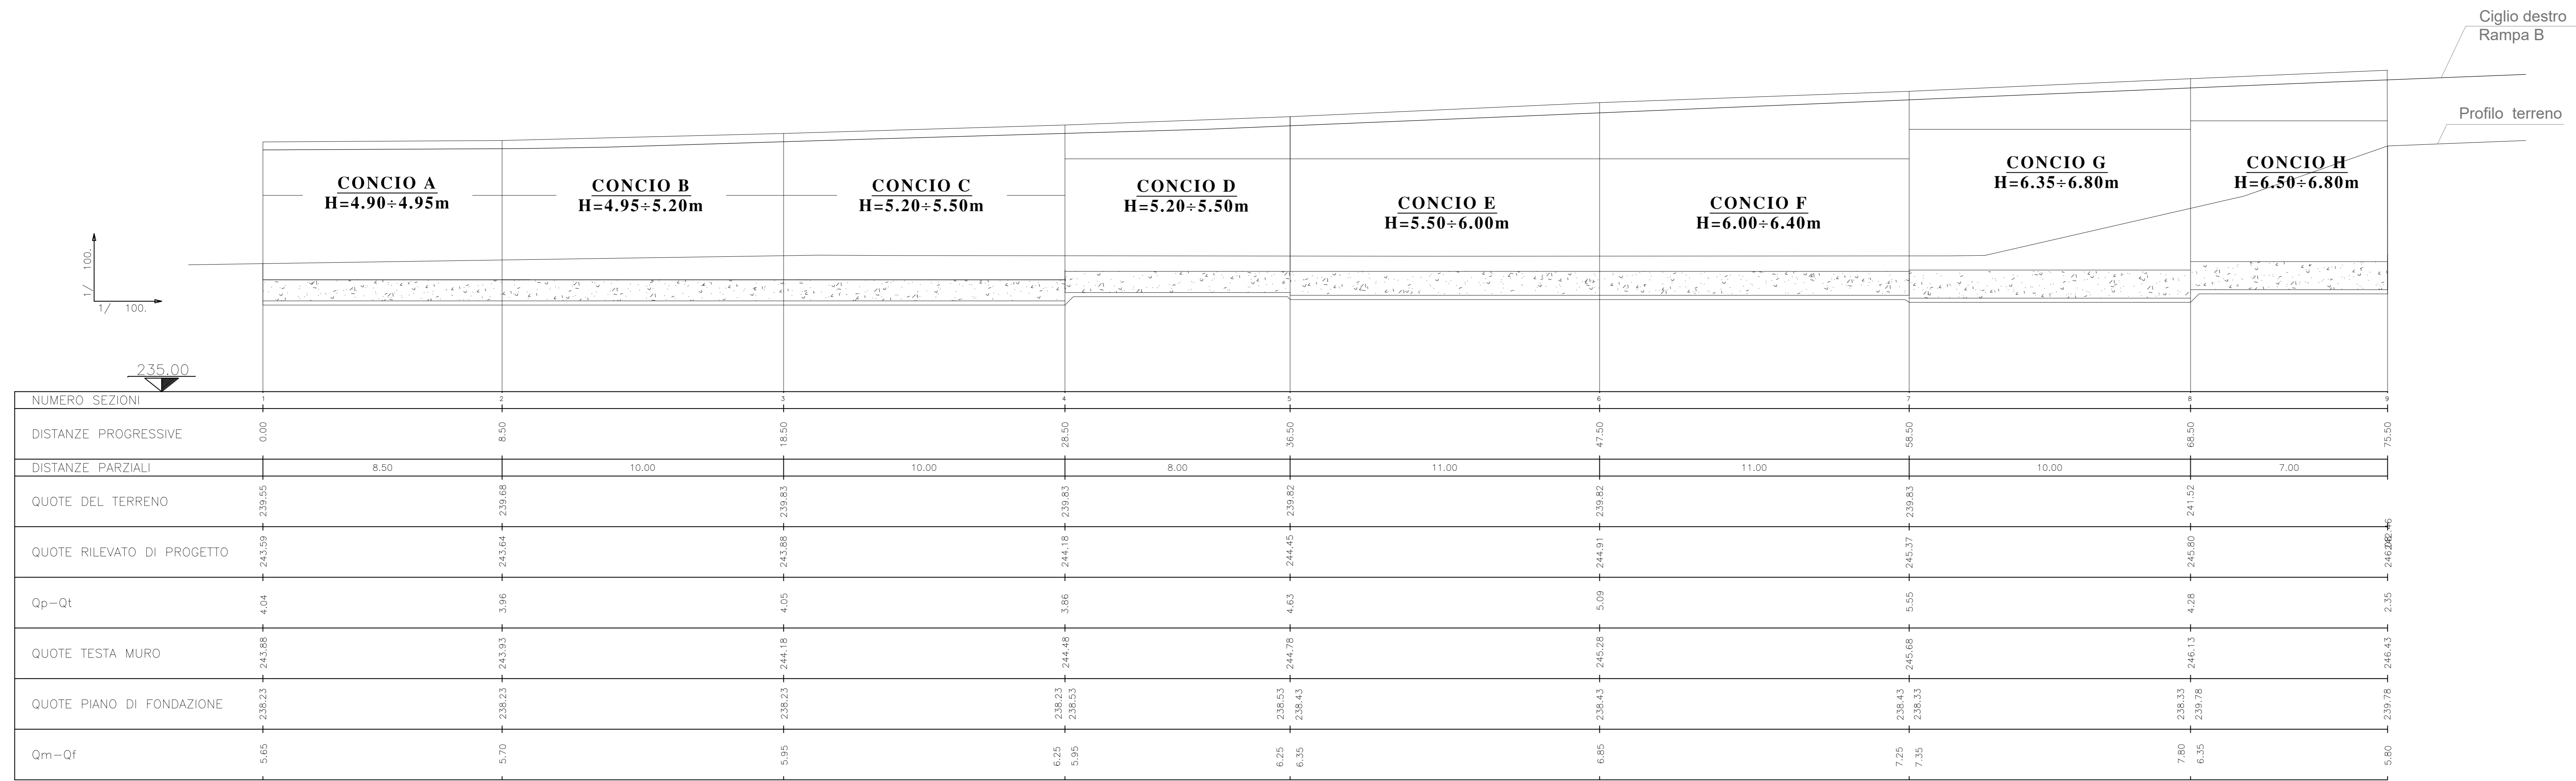 Ciglio destro
Rampa B
Profilo terreno
CONCIO A
H=4.90÷4.95m
CONCIO B
H=4.95÷5.20m
CONCIO C
H=5.20÷5.50m
CONCIO D
H=5.20÷5.50m
CONCIO E
H=5.50÷6.00m
CONCIO F
H=6.00÷6.40m
CONCIO G
H=6.35÷6.80m
CONCIO H
H=6.50÷6.80m
1/ 100.
1/ 100.
235.00
NUMERO SEZIONI 1 2 3 4 5 6 7 8 9
DISTANZE PROGRESSIVE 0.00 8.50 18.50 28.50 36.50 47.50 58.50 68.50 75.50
DISTANZE PARZIALI 8.50 10.00 10.00 8.00 11.00 11.00 10.00 7.00
QUOTE DEL TERRENO 239.55 239.68 239.83 239.83 239.82 239.82 239.83 241.52
QUOTE RILEVATO DI PROGETTO 243.59 243.64 243.88 244.18 244.45 244.91 245.37 245.80
Qp-Qt 4.04 3.96 4.05 3.86 4.63 5.09 5.55 4.28 2.35
QUOTE TESTA MURO 243.88 243.93 244.18 244.48 244.78 245.28 245.68 246.13 246.43
QUOTE PIANO DI FONDAZIONE 238.23 238.23 238.23 238.23 238.53 238.53 238.43 238.43 238.43 238.33 238.33 239.78 239.78
Qm-Qf 5.65 5.70 5.95 6.25 5.95 6.25 6.35 6.85 7.25 7.35 7.80 6.35 5.80